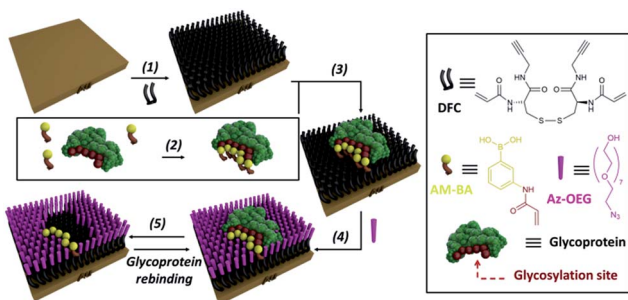 (1)
(3)
(2)
(5)
Glycoprotein
rebinding
(4)
DFC
NH
HN
O
O
H
N
N
H
O
O
S-S
HO
OH
B
NH
O
AM-BA
Az-OEG
OH
O
7
N3
Glycoprotein
Glycosylation site